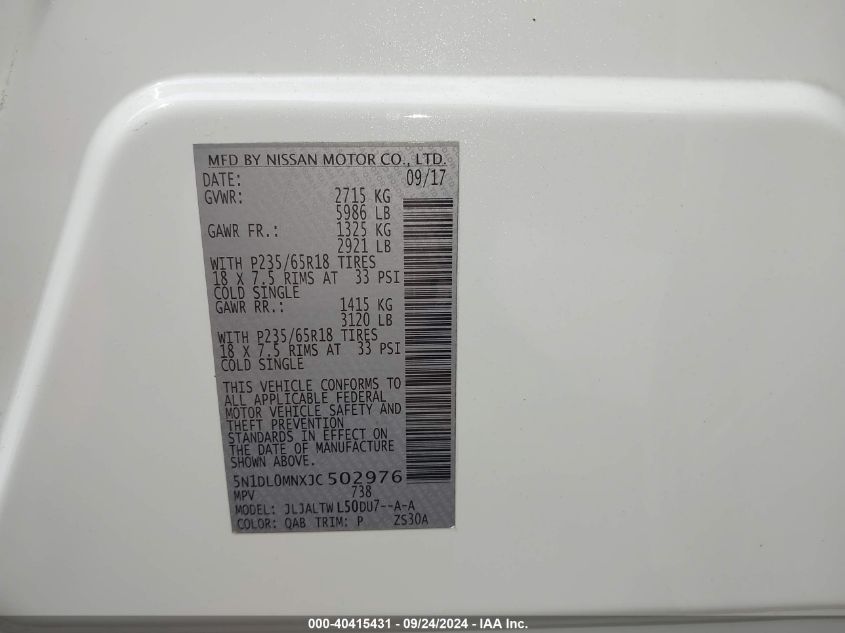 MFD BY NISSAN MOTOR CO., LTD.
DATE: 09/17
GVWR: 2715 KG
5986 LB
GAWR FR.: 1325 KG
2921 LB
WITH P235/65R18 TIRES
18 X 7.5 RIMS AT 33 PSI
COLD SINGLE
GAWR RR.: 1415 KG
3120 LB
WITH P235/65R18 TIRES
18 X 7.5 RIMS AT 33 PSI
COLD SINGLE
THIS VEHICLE CONFORMS TO
ALL APPLICABLE FEDERAL
MOTOR VEHICLE SAFETY AND
THEFT PREVENTION
STANDARDS IN EFFECT ON
THE DATE OF MANUFACTURE
SHOWN ABOVE.
5N1DL0MNXJC502976
MPV 738
MODEL: JLJALTWL50DU7--A-A
COLOR: QAB TRIM: P ZS30A
000-40415431 - 09/24/2024 - IAA Inc.